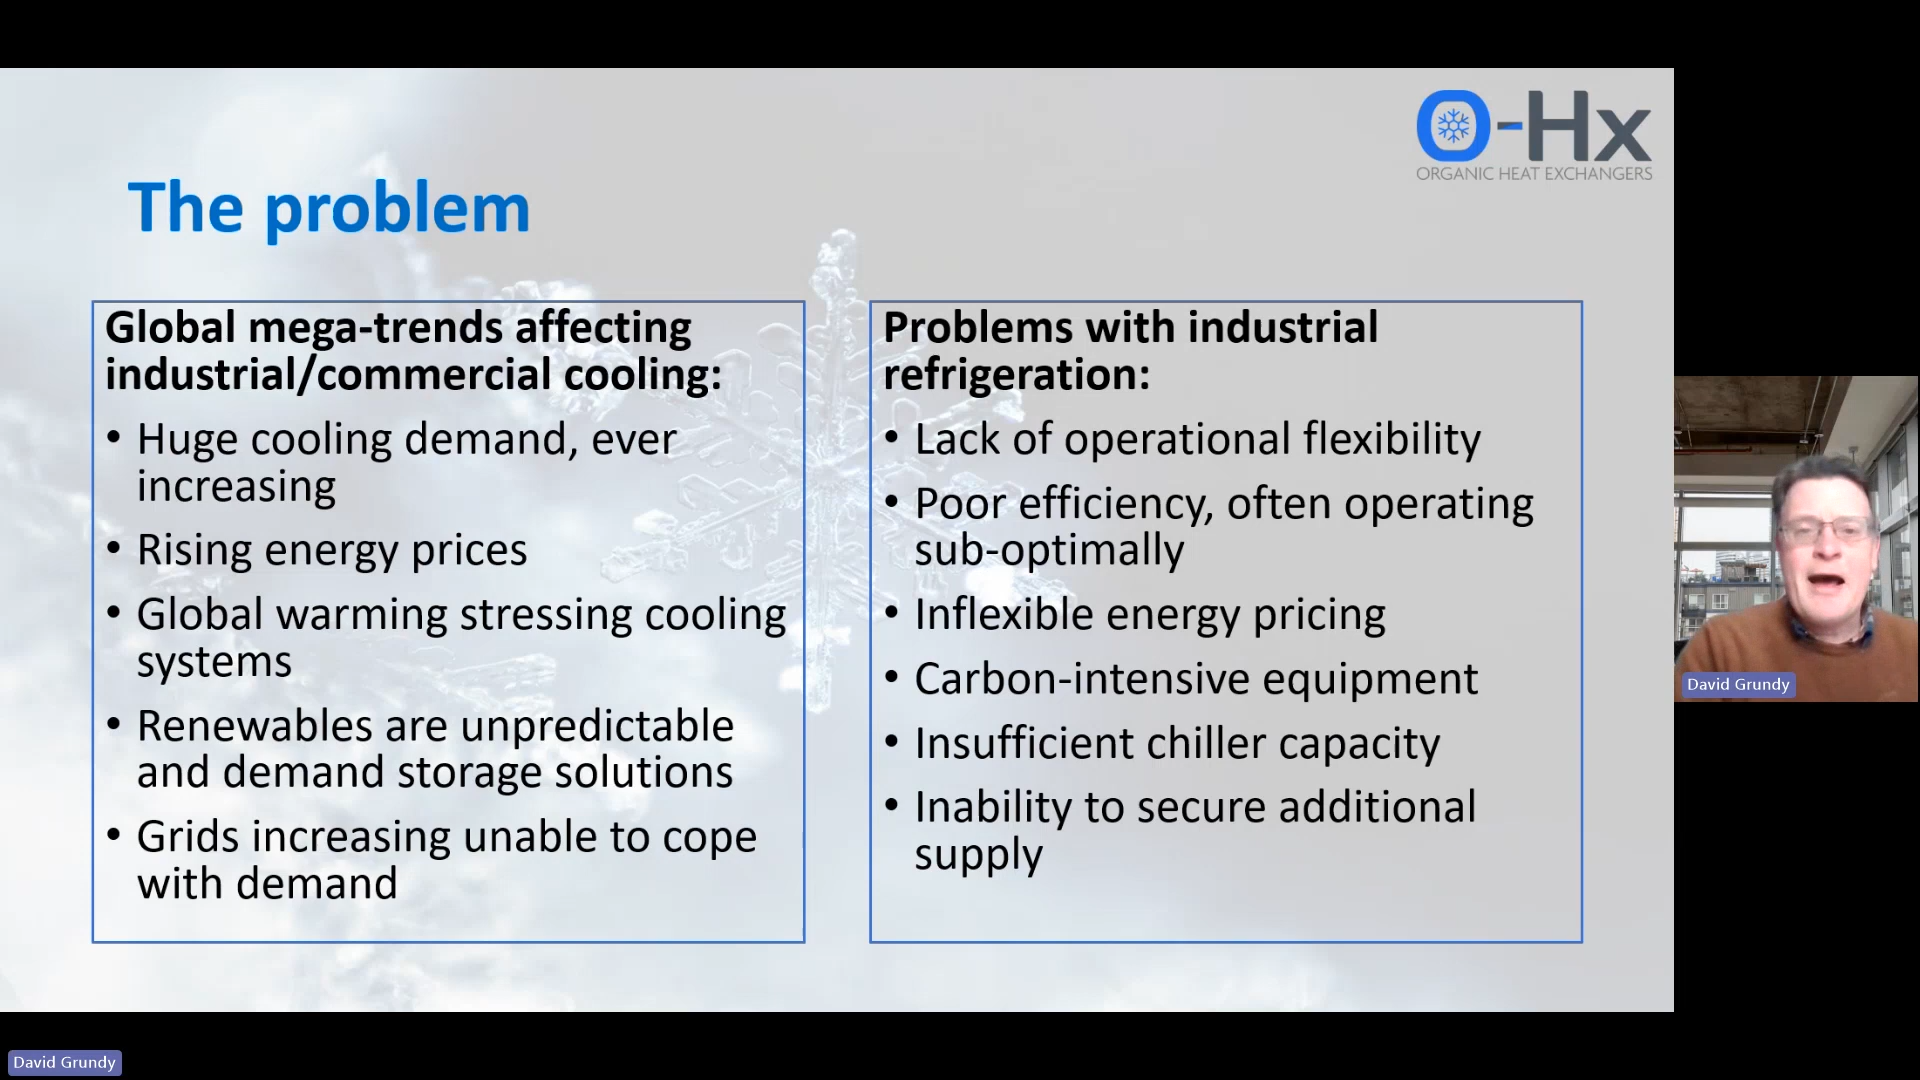 O-Hx
ORGANIC HEAT EXCHANGERS
The problem
Global mega-trends affecting
industrial/commercial cooling:
• Huge cooling demand, ever
increasing
• Rising energy prices
• Global warming stressing cooling
systems
• Renewables are unpredictable
and demand storage solutions
• Grids increasing unable to cope
with demand
Problems with industrial
refrigeration:
• Lack of operational flexibility
• Poor efficiency, often operating
sub-optimally
• Inflexible energy pricing
• Carbon-intensive equipment
• Insufficient chiller capacity
• Inability to secure additional
supply
David Grundy
David Grundy